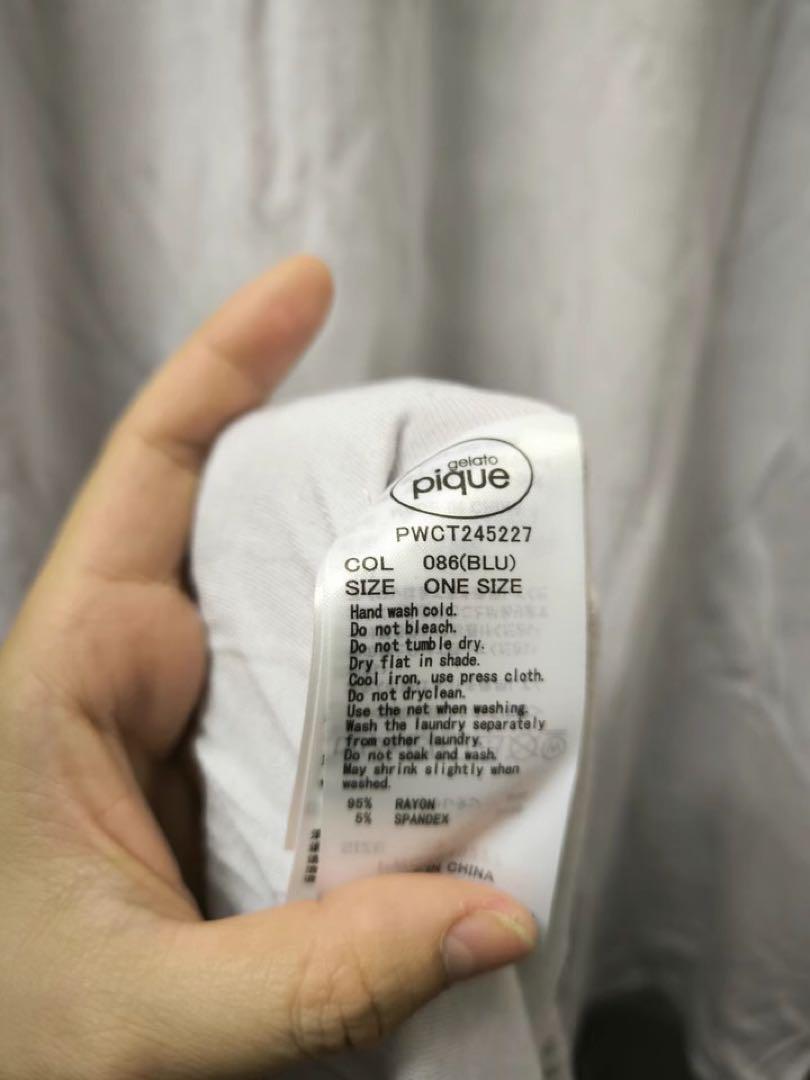 gelato
pique
PWCT245227
COL 086(BLU)
SIZE ONE SIZE
Hand wash cold.
Do not bleach.
Do not tumble dry.
Dry flat in shade.
Cool iron, use press cloth.
Do not dryclean.
Use the net when washing.
Wash the laundry separately
from other laundry.
Do not soak and wash.
May shrink slightly when
washed.
95% RAYON
5% SPANDEX
CHINA